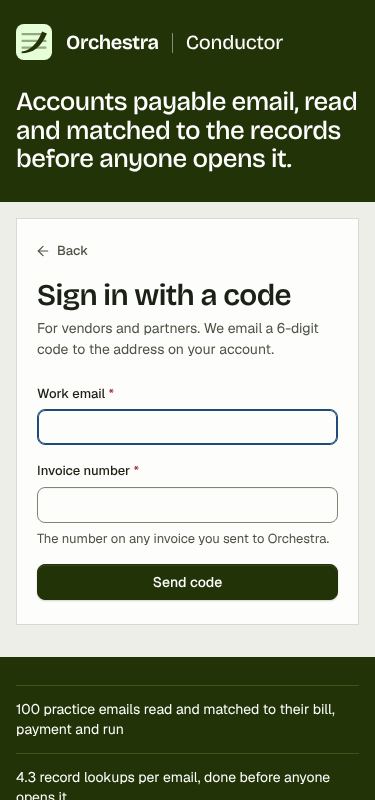 Orchestra | Conductor
Accounts payable email, read
and matched to the records
before anyone opens it.
← Back
Sign in with a code
For vendors and partners. We email a 6-digit
code to the address on your account.
Work email *
Invoice number *
The number on any invoice you sent to Orchestra.
Send code
100 practice emails read and matched to their bill,
payment and run
4.3 record lookups per email, done before anyone
opens it